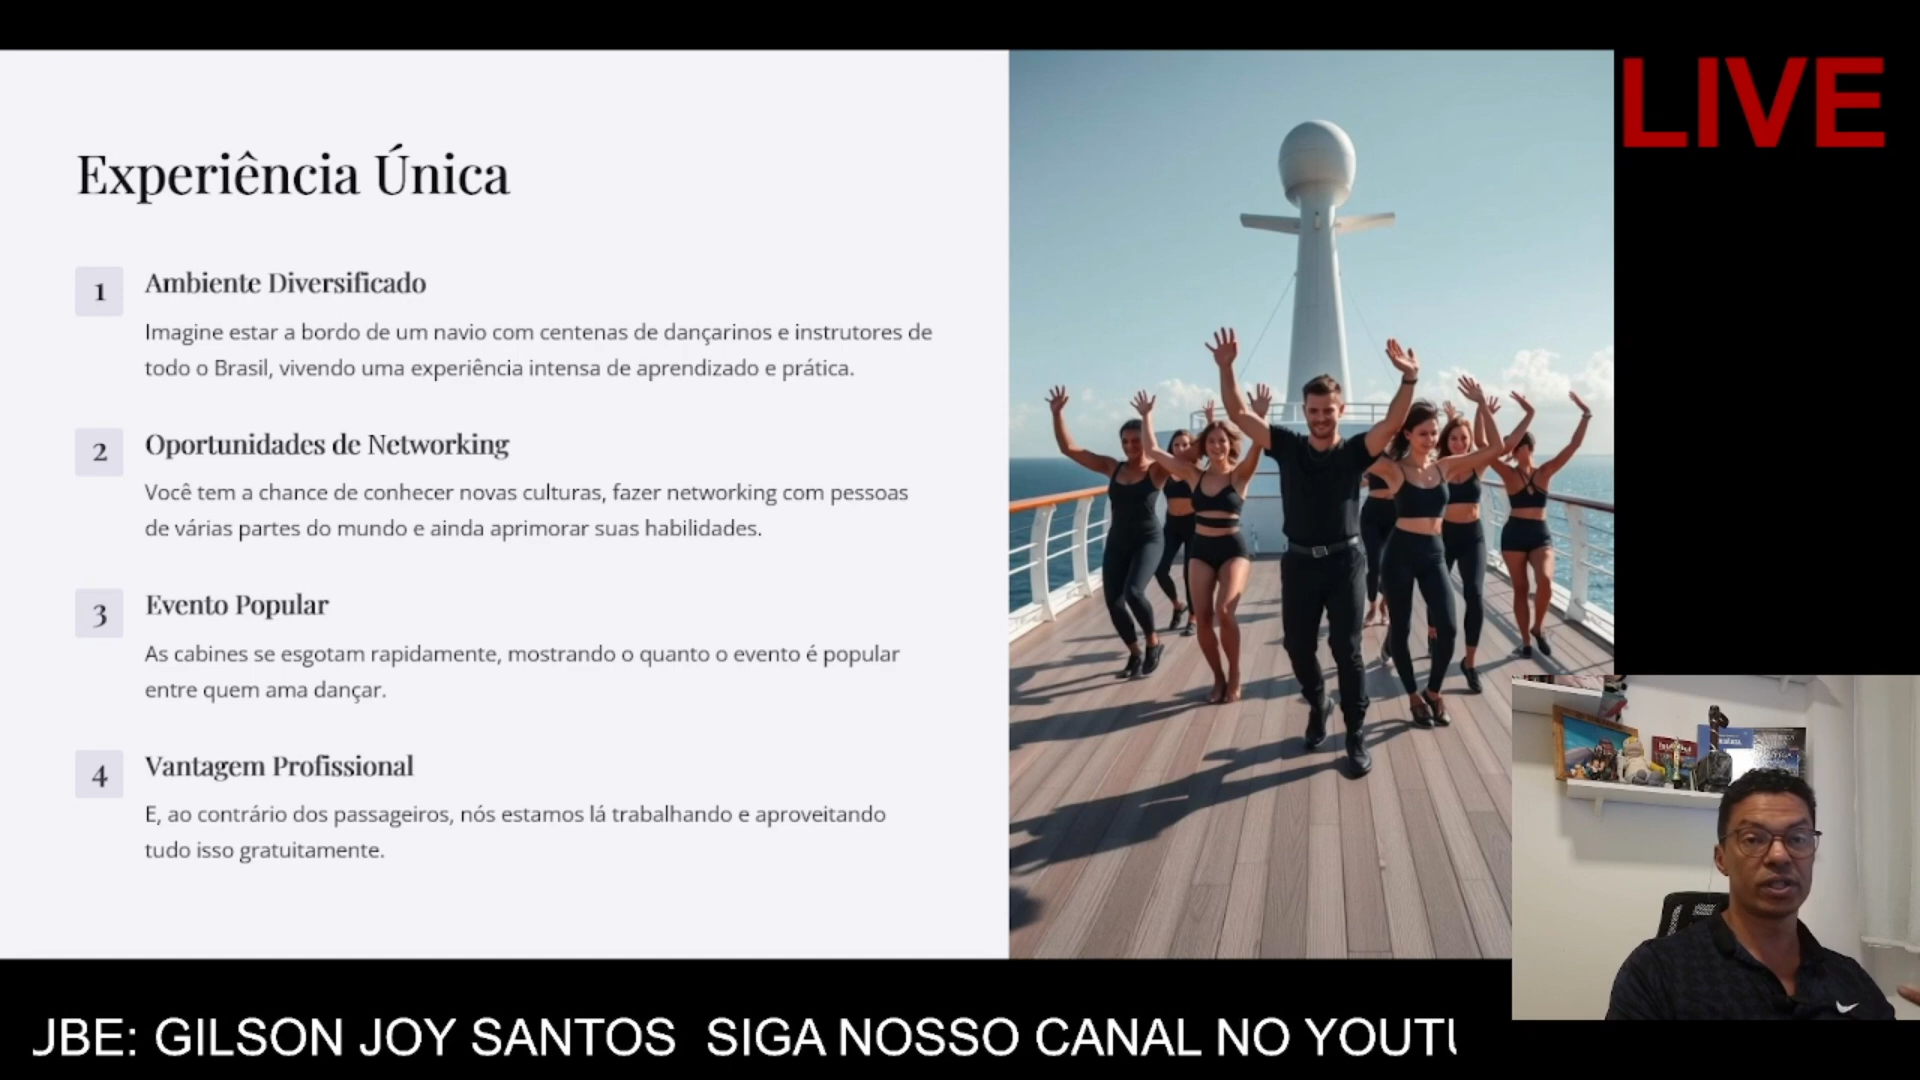 LIVE
Experiência Única
1
Ambiente Diversificado
Imagine estar a bordo de um navio com centenas de dançarinos e instrutores de
todo o Brasil, vivendo uma experiência intensa de aprendizado e prática.
2
Oportunidades de Networking
Você tem a chance de conhecer novas culturas, fazer networking com pessoas
de várias partes do mundo e ainda aprimorar suas habilidades.
3
Evento Popular
As cabines se esgotam rapidamente, mostrando o quanto o evento é popular
entre quem ama dançar.
4
Vantagem Profissional
E, ao contrário dos passageiros, nós estamos lá trabalhando e aproveitando
tudo isso gratuitamente.
JBE: GILSON JOY SANTOS SIGA NOSSO CANAL NO YOUT